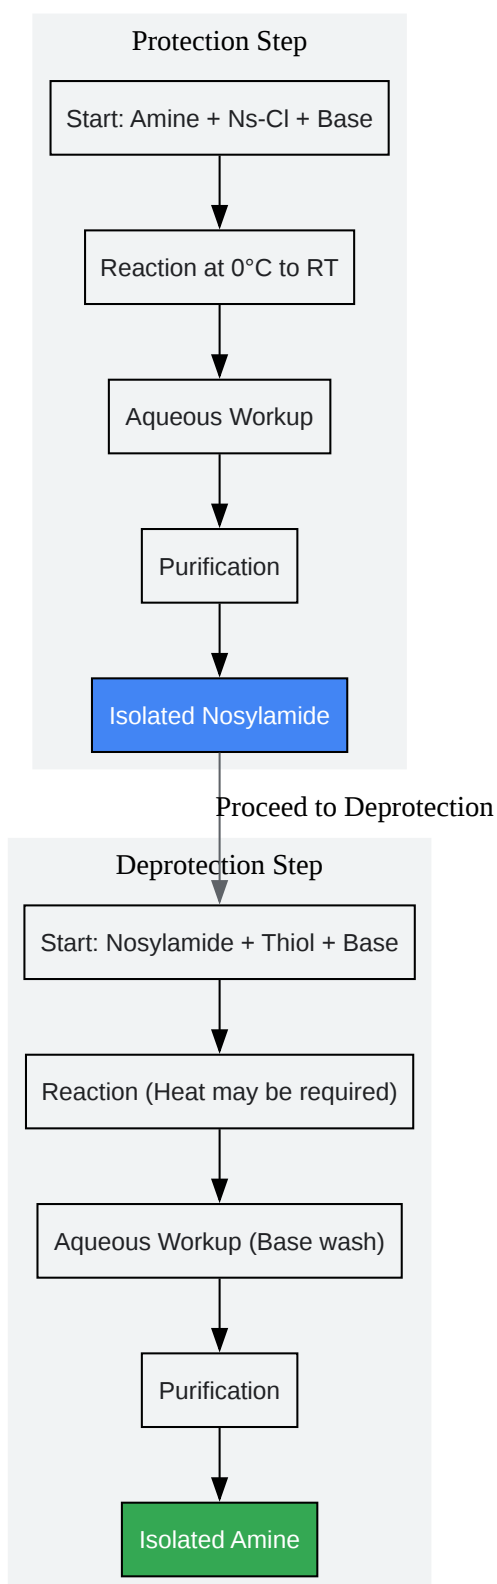 Protection Step
Start: Amine + Ns-Cl + Base
Reaction at 0°C to RT
Aqueous Workup
Purification
Isolated Nosylamide
Proceed to Deprotection
Deprotection Step
Start: Nosylamide + Thiol + Base
Reaction (Heat may be required)
Aqueous Workup (Base wash)
Purification
Isolated Amine